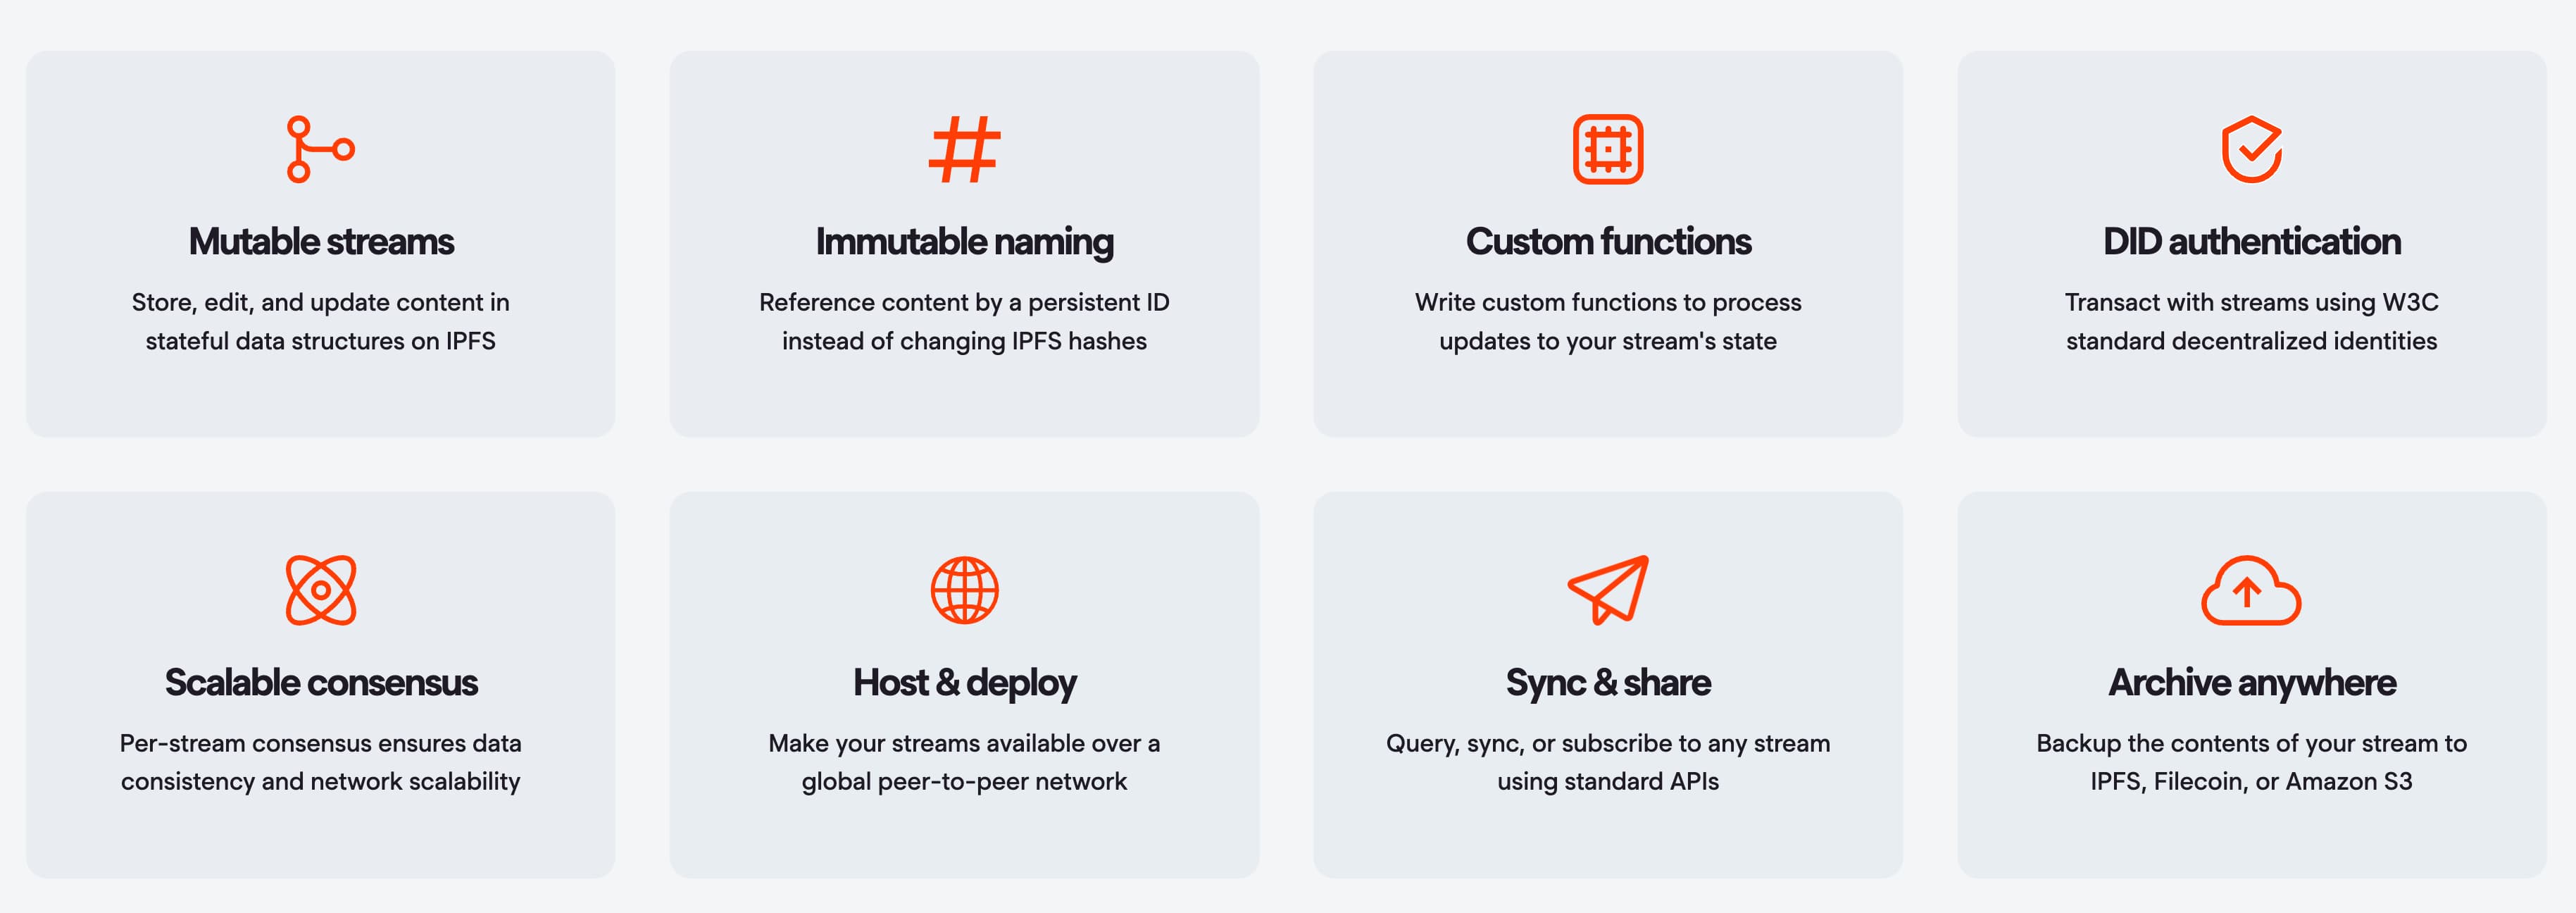 Mutable streams
Store, edit, and update content in
stateful data structures on IPFS
Immutable naming
Reference content by a persistent ID
instead of changing IPFS hashes
Custom functions
Write custom functions to process
updates to your stream's state
DID authentication
Transact with streams using W3C
standard decentralized identities
Scalable consensus
Per-stream consensus ensures data
consistency and network scalability
Host & deploy
Make your streams available over a
global peer-to-peer network
Sync & share
Query, sync, or subscribe to any stream
using standard APIs
Archive anywhere
Backup the contents of your stream to
IPFS, Filecoin, or Amazon S3